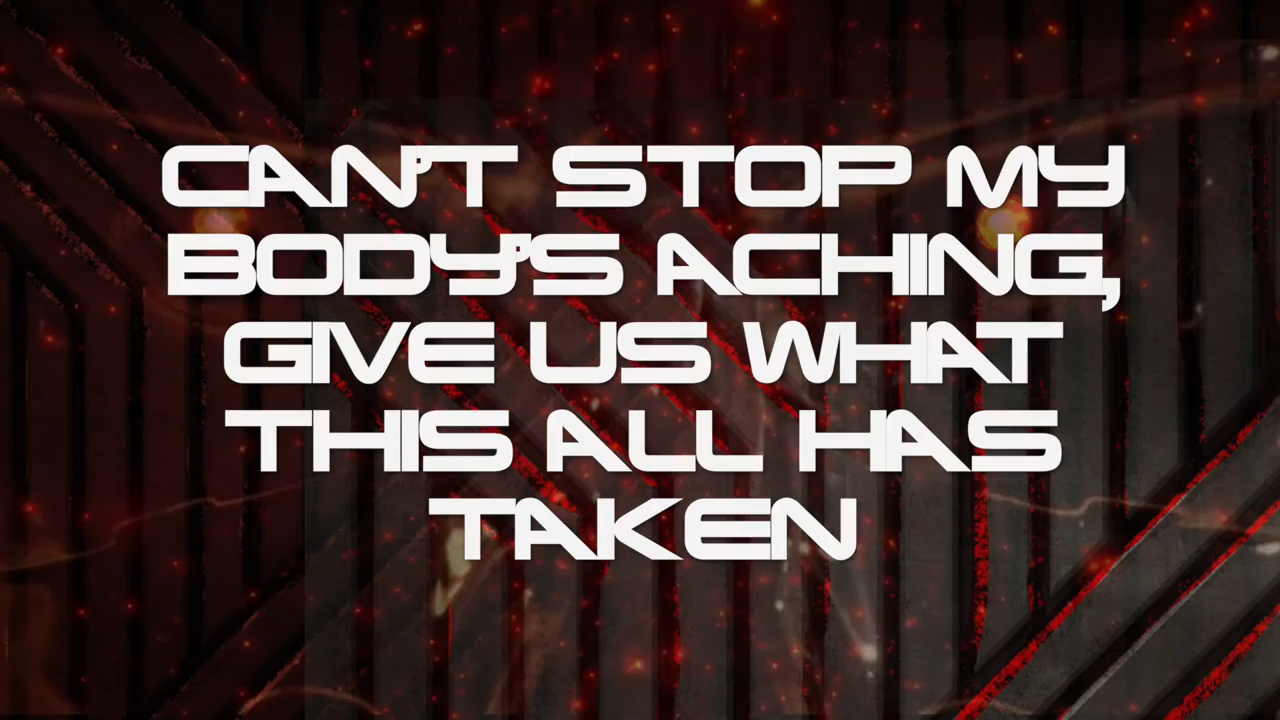 CAN'T STOP MY
BODY'S ACHING,
GIVE US WHAT
THIS ALL HAS
TAKEN